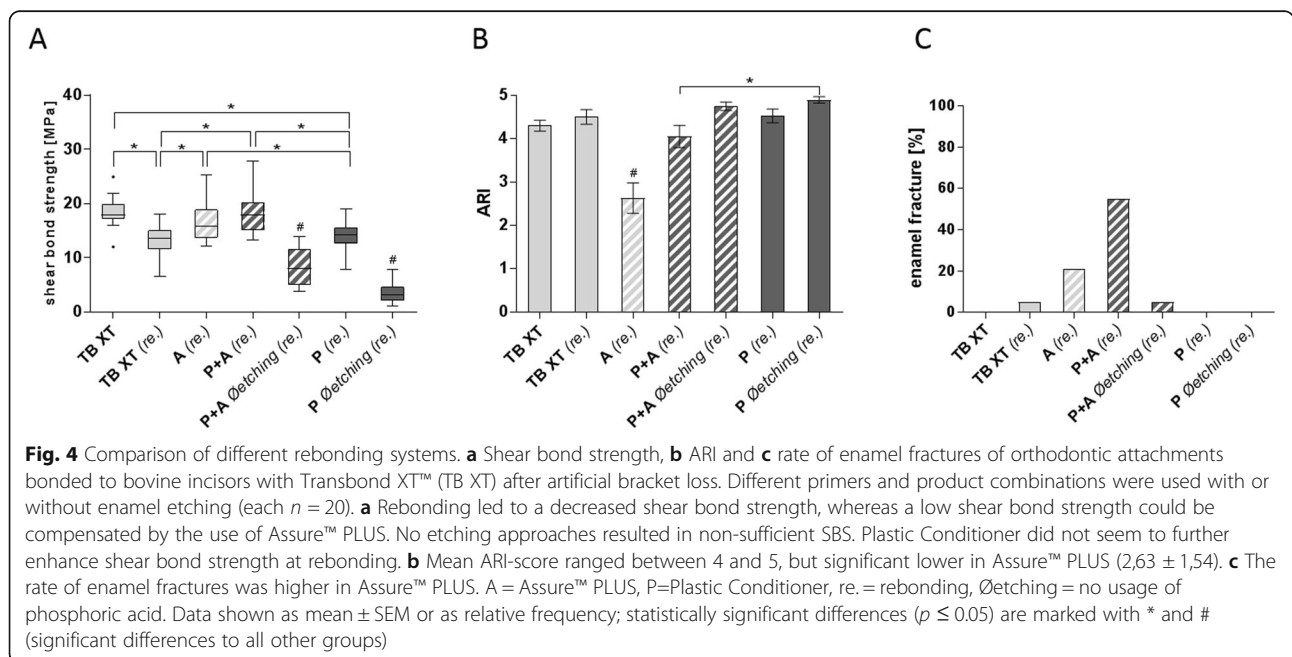 A
B
C
shear bond strength [MPa]
40
30
20
10
0
*
*
*
*
*
*
#
#
TB XT
TB XT (re.)
A (re.)
P+A (re.)
P+A Øetching (re.)
P (re.)
P Øetching (re.)
ARI
5
4
3
2
1
0
#
*
TB XT
TB XT (re.)
A (re.)
P+A (re.)
P+A Øetching (re.)
P (re.)
P Øetching (re.)
enamel fracture [%]
100
80
60
40
20
0
TB XT
TB XT (re.)
A (re.)
P+A (re.)
P+A Øetching (re.)
P (re.)
P Øetching (re.)
Fig. 4 Comparison of different rebonding systems. a Shear bond strength, b ARI and c rate of enamel fractures of orthodontic attachments
bonded to bovine incisors with Transbond XT™ (TB XT) after artificial bracket loss. Different primers and product combinations were used with or
without enamel etching (each n = 20). a Rebonding led to a decreased shear bond strength, whereas a low shear bond strength could be
compensated by the use of Assure™ PLUS. No etching approaches resulted in non-sufficient SBS. Plastic Conditioner did not seem to further
enhance shear bond strength at rebonding. b Mean ARI-score ranged between 4 and 5, but significant lower in Assure™ PLUS (2,63 ± 1,54). c The
rate of enamel fractures was higher in Assure™ PLUS. A = Assure™ PLUS, P=Plastic Conditioner, re. = rebonding, Øetching = no usage of
phosphoric acid. Data shown as mean ± SEM or as relative frequency; statistically significant differences (p ≤ 0.05) are marked with * and #
(significant differences to all other groups)